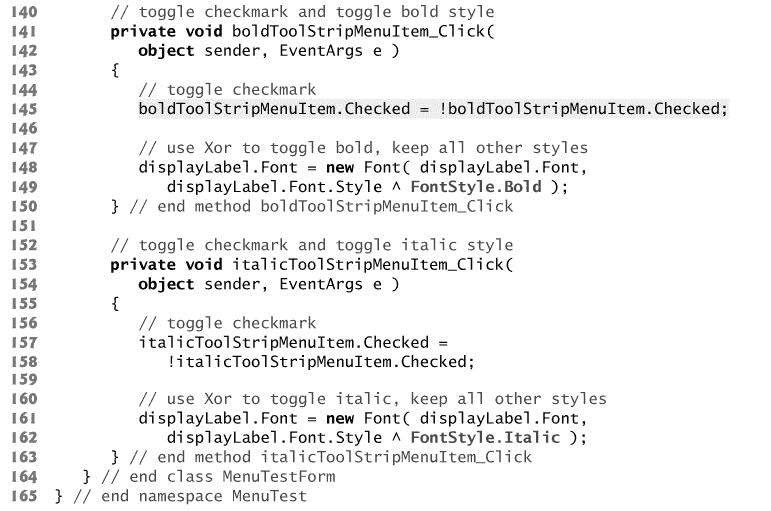 140 // toggle checkmark and toggle bold style
141 private void boldToolStripMenuItem_Click(
142 object sender, EventArgs e )
143 {
144 // toggle checkmark
145 boldToolStripMenuItem.Checked = !boldToolStripMenuItem.Checked;
146
147 // use Xor to toggle bold, keep all other styles
148 displayLabel.Font = new Font( displayLabel.Font,
149 displayLabel.Font.Style ^ FontStyle.Bold );
150 } // end method boldToolStripMenuItem_Click
151
152 // toggle checkmark and toggle italic style
153 private void italicToolStripMenuItem_Click(
154 object sender, EventArgs e )
155 {
156 // toggle checkmark
157 italicToolStripMenuItem.Checked =
158 !italicToolStripMenuItem.Checked;
159
160 // use Xor to toggle italic, keep all other styles
161 displayLabel.Font = new Font( displayLabel.Font,
162 displayLabel.Font.Style ^ FontStyle.Italic );
163 } // end method italicToolStripMenuItem_Click
164 } // end class MenuTestForm
165 } // end namespace MenuTest